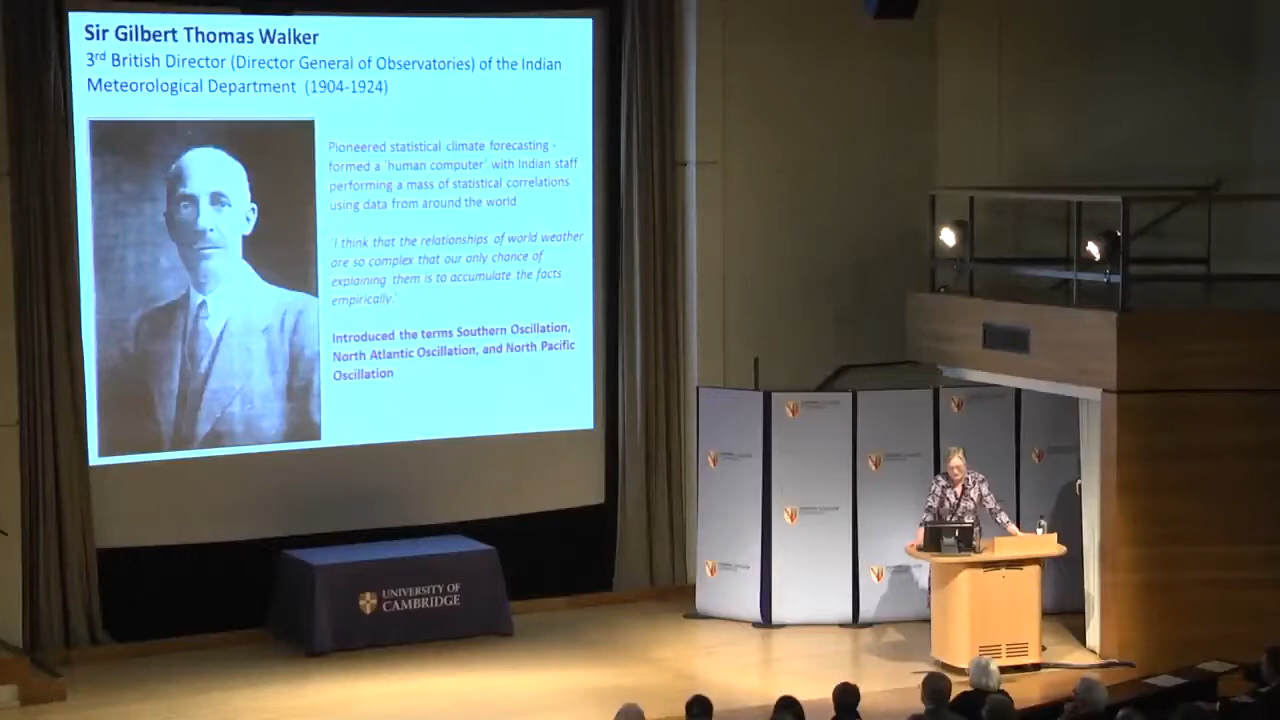 Sir Gilbert Thomas Walker
3rd British Director (Director General of Observatories) of the Indian
Meteorological Department (1904-1924)
Pioneered statistical climate forecasting -
formed a 'human computer' with Indian staff
performing a mass of statistical correlations
using data from around the world
'I think that the relationships of world weather
are so complex that our only chance of
explaining them is to accumulate the facts
empirically.'
Introduced the terms Southern Oscillation,
North Atlantic Oscillation, and North Pacific
Oscillation
UNIVERSITY OF
CAMBRIDGE